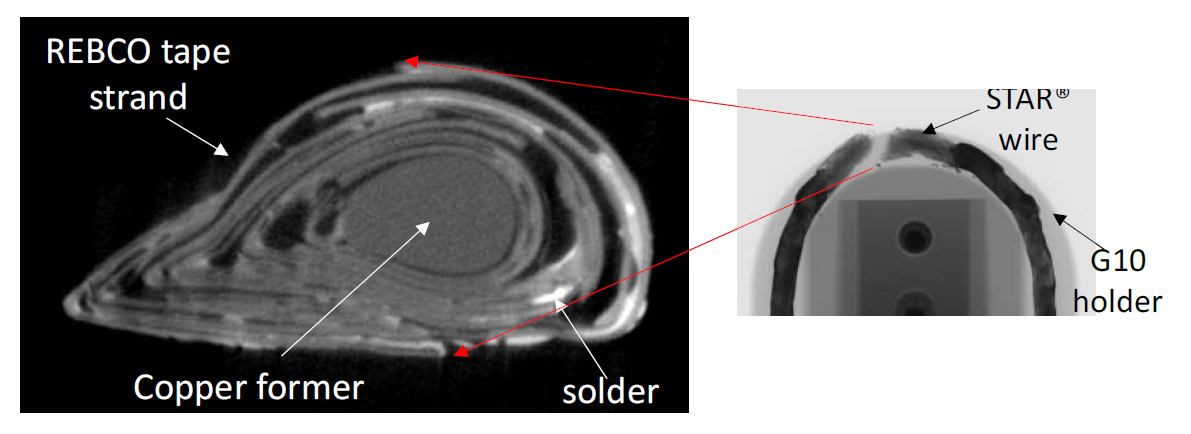 REBCO tape
strand
Copper former
solder
STAR®
wire
G10
holder